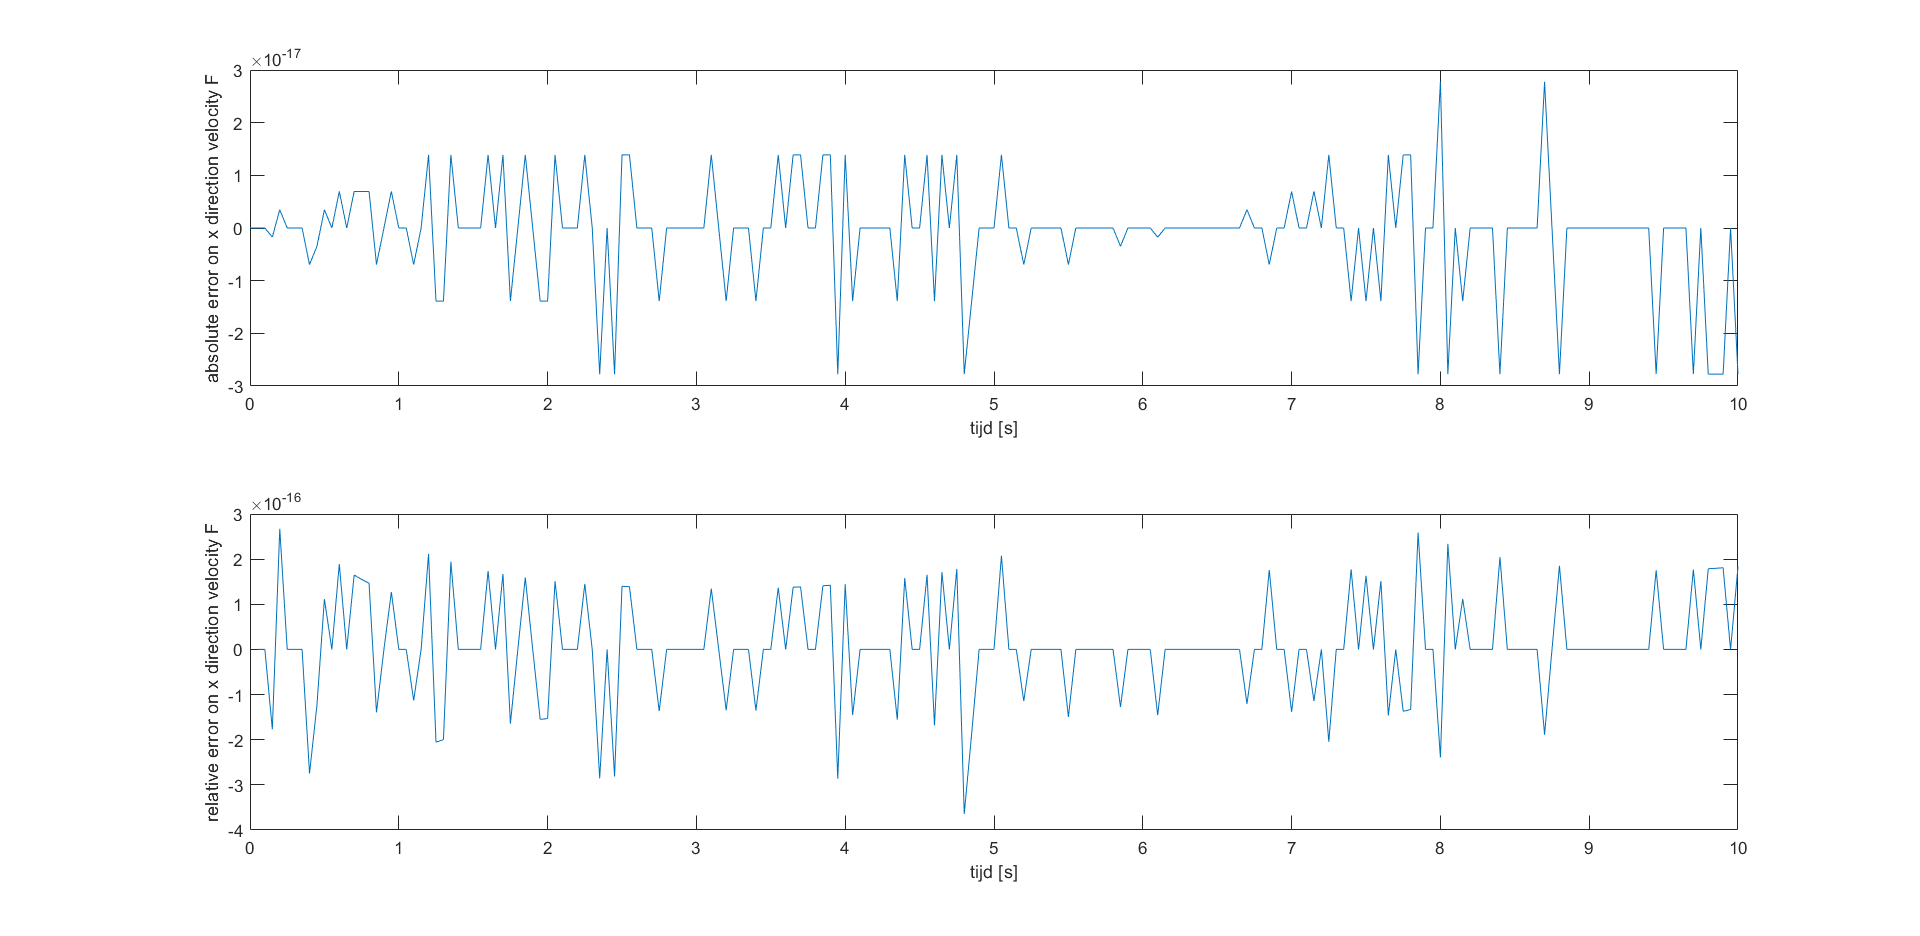 ×10-17
absolute error on x direction velocity F
3
2
1
0
-1
-2
-3
0 1 2 3 4 5 6 7 8 9 10
tijd [s]
×10-16
relative error on x direction velocity F
3
2
1
0
-1
-2
-3
-4
0 1 2 3 4 5 6 7 8 9 10
tijd [s]